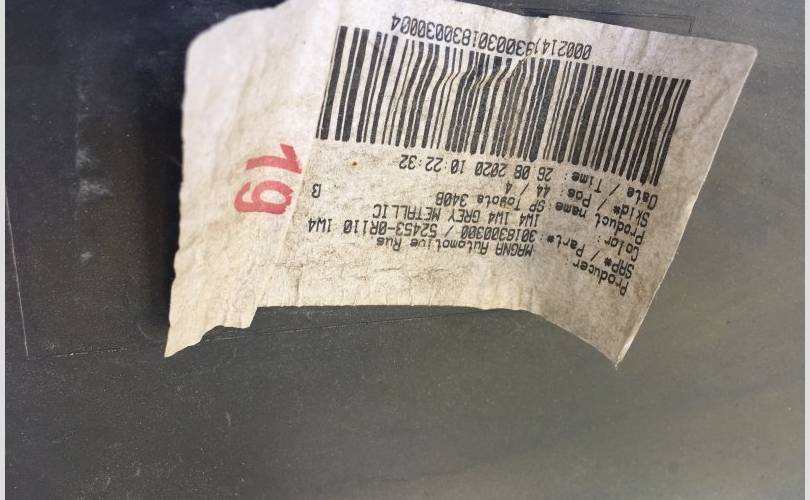 Producer : MAGNA Automotive Rus
SAP# / Part#: 3018300300 / 52453-0R110 1W4
Color : 1W4 1W4 GREY METALLIC
Product name SP Toyota 340B B
Skid# / Pos : 44 / 4
Date / Time : 26 08 2020 10:22:32
19